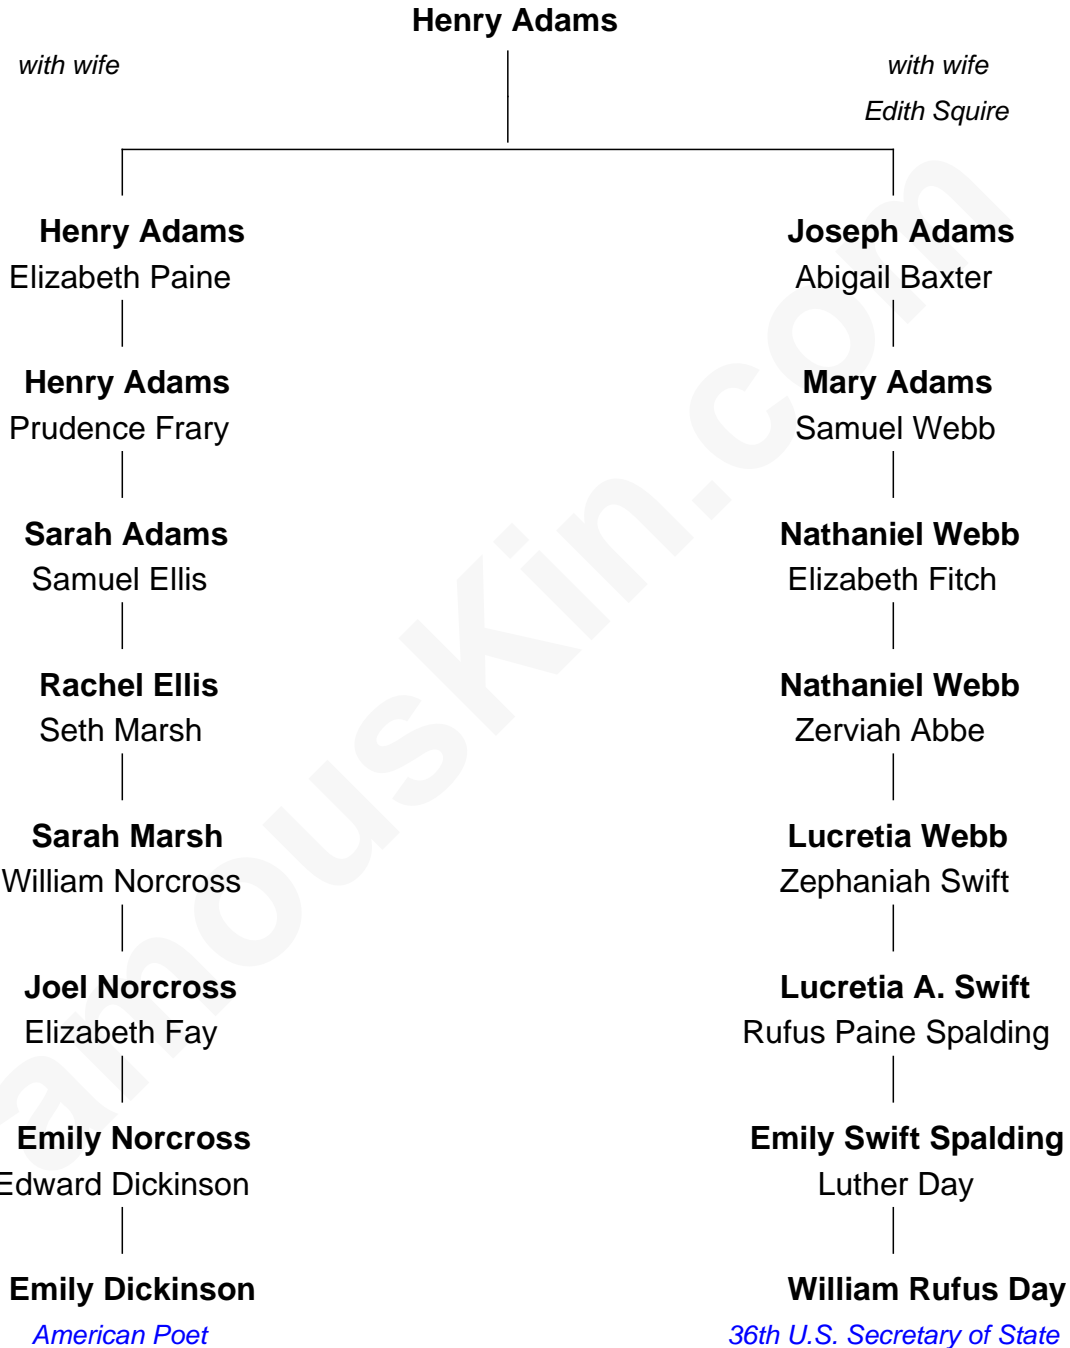 Henry Adams
with wife
with wife
Edith Squire
Henry Adams
Joseph Adams
Elizabeth Paine
Abigail Baxter
Henry Adams
Mary Adams
Prudence Frary
Samuel Webb
Sarah Adams
Nathaniel Webb
Samuel Ellis
Elizabeth Fitch
Rachel Ellis
Nathaniel Webb
Seth Marsh
Zerviah Abbe
Sarah Marsh
Lucretia Webb
William Norcross
Zephaniah Swift
Joel Norcross
Lucretia A. Swift
Elizabeth Fay
Rufus Paine Spalding
Emily Norcross
Emily Swift Spalding
Edward Dickinson
Luther Day
Emily Dickinson
William Rufus Day
American Poet
36th U.S. Secretary of State
amousKin.com